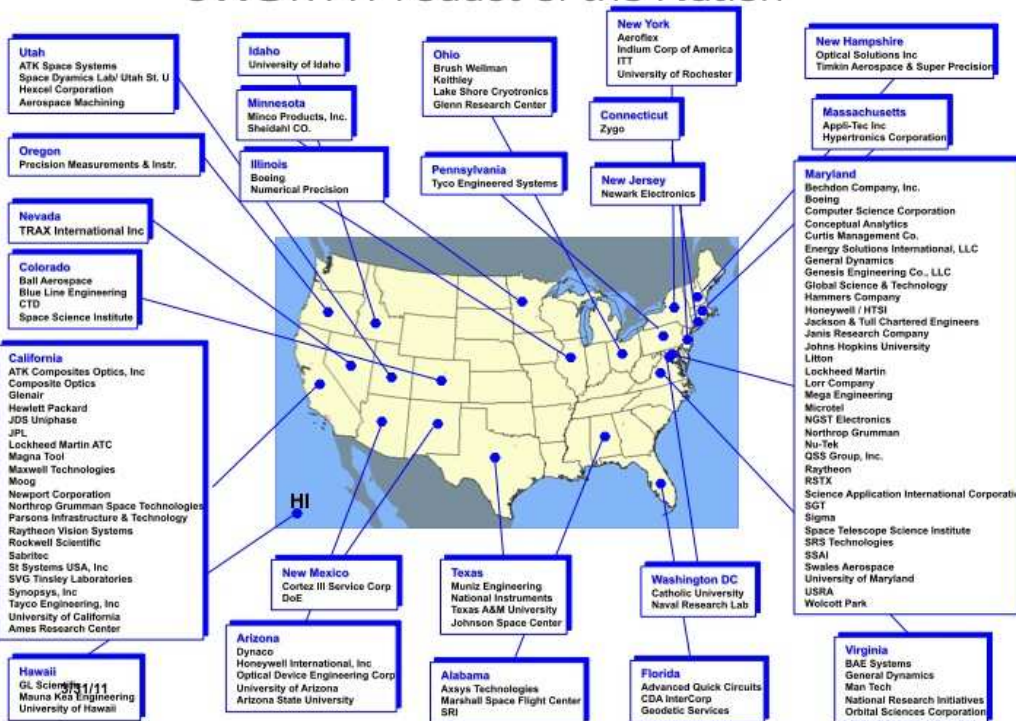 Product of the Nation
Utah
ATK Space Systems
Space Dyamics Lab/ Utah St. U
Hexcel Corporation
Aerospace Machining
Idaho
University of Idaho
Minnesota
Minco Products, Inc.
Sheidahl CO.
Ohio
Brush Wellman
Keithley
Lake Shore Cryotronics
Glenn Research Center
New York
Aeroflex
Indium Corp of America
ITT
University of Rochester
New Hampshire
Optical Solutions Inc
Timkin Aerospace & Super Precision
Connecticut
Zygo
Massachusetts
Appli-Tec Inc
Hypertronics Corporation
Oregon
Precision Measurements & Instr.
Illinois
Boeing
Numerical Precision
Pennsylvania
Tyco Engineered Systems
New Jersey
Newark Electronics
Maryland
Bechdon Company, Inc.
Boeing
Computer Science Corporation
Conceptual Analytics
Curtis Management Co.
Energy Solutions International, LLC
General Dynamics
Genesis Engineering Co., LLC
Global Science & Technology
Hammers Company
Honeywell / HTSI
Jackson & Tull Chartered Engineers
Janis Research Company
Johns Hopkins University
Litton
Lockheed Martin
Lorr Company
Mega Engineering
Microtel
NGST Electronics
Northrop Grumman
Nu-Tek
QSS Group, Inc.
Raytheon
RSTX
Science Application International Corporatio
SGT
Sigma
Space Telescope Science Institute
SRS Technologies
SSAI
Swales Aerospace
University of Maryland
USRA
Wolcott Park
Nevada
TRAX International Inc
Colorado
Ball Aerospace
Blue Line Engineering
CTD
Space Science Institute
California
ATK Composites Optics, Inc
Composite Optics
Glenair
Hewlett Packard
JDS Uniphase
JPL
Lockheed Martin ATC
Magna Tool
Maxwell Technologies
Moog
Newport Corporation
Northrop Grumman Space Technologies
Parsons Infrastructure & Technology
Raytheon Vision Systems
Rockwell Scientific
Sabritec
St Systems USA, Inc
SVG Tinsley Laboratories
Synopsys, Inc
Tayco Engineering, Inc
University of California
Ames Research Center
HI
New Mexico
Cortez III Service Corp
DoE
Texas
Muniz Engineering
National Instruments
Texas A&M University
Johnson Space Center
Washington DC
Catholic University
Naval Research Lab
Arizona
Dynaco
Honeywell International, Inc
Optical Device Engineering Corp
University of Arizona
Arizona State University
Hawaii
GL
3/31/11
Mauna Kea Engineering
University of Hawaii
Alabama
Axsys Technologies
Marshall Space Flight Center
SRI
Florida
Advanced Quick Circuits
CDA InterCorp
Geodetic Services
Virginia
BAE Systems
General Dynamics
Man Tech
National Research Initiatives
Orbital Sciences Corporation